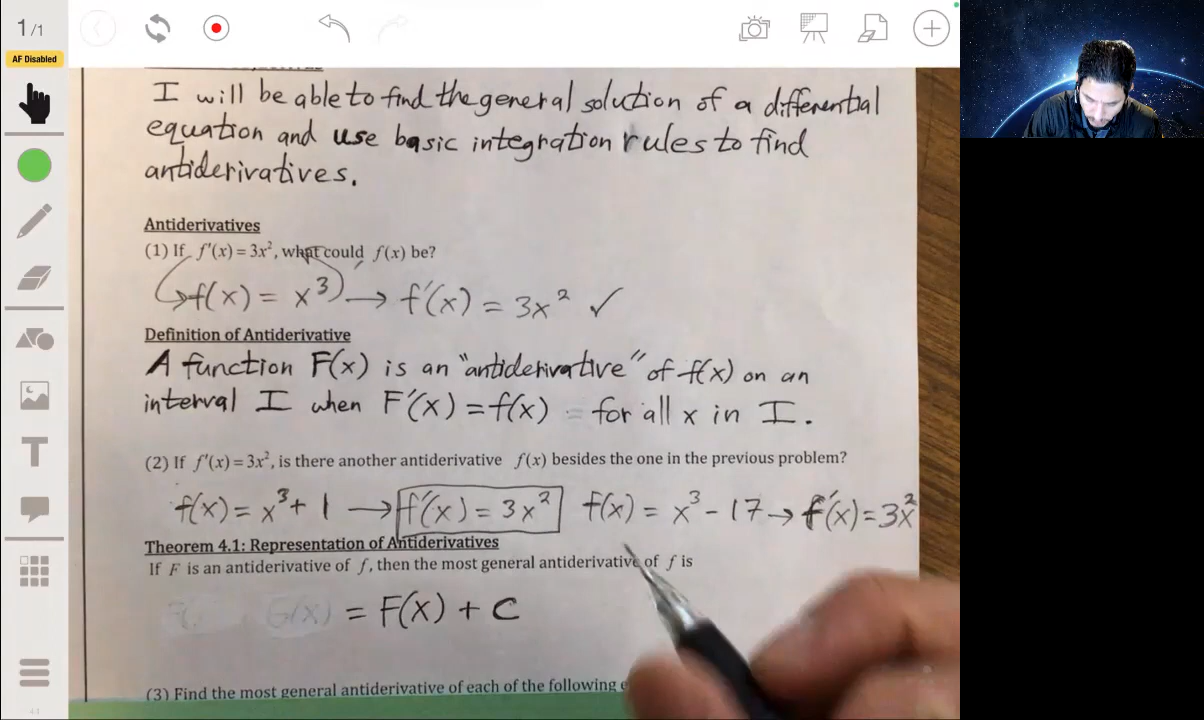 1/1
AF Disabled
I will be able to find the general solution of a differential
equation and use basic integration rules to find
antiderivatives.
Antiderivatives
(1) If f'(x) = 3x², what could f(x) be?
f(x) = x³ → f'(x) = 3x² ✓
Definition of Antiderivative
A function F(x) is an "antiderivative" of f(x) on an
interval I when F'(x) = f(x) for all x in I.
(2) If f'(x) = 3x², is there another antiderivative f(x) besides the one in the previous problem?
f(x) = x³ + 1 → f'(x) = 3x² f(x) = x³ - 17 → f'(x) = 3x²
Theorem 4.1: Representation of Antiderivatives
If F is an antiderivative of f, then the most general antiderivative of f is
G(x) = F(x) + C
(3) Find the most general antiderivative of each of the following
T